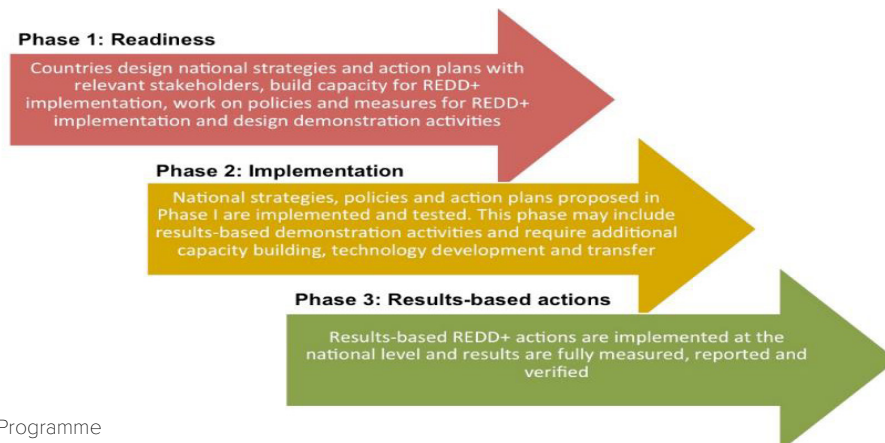 Phase 1: Readiness
Countries design national strategies and action plans with
relevant stakeholders, build capacity for REDD+
implementation, work on policies and measures for REDD+
implementation and design demonstration activities
Phase 2: Implementation
National strategies, policies and action plans proposed in
Phase I are implemented and tested. This phase may include
results-based demonstration activities and require additional
capacity building, technology development and transfer
Phase 3: Results-based actions
Results-based REDD+ actions are implemented at the
national level and results are fully measured, reported and
verified
Programme